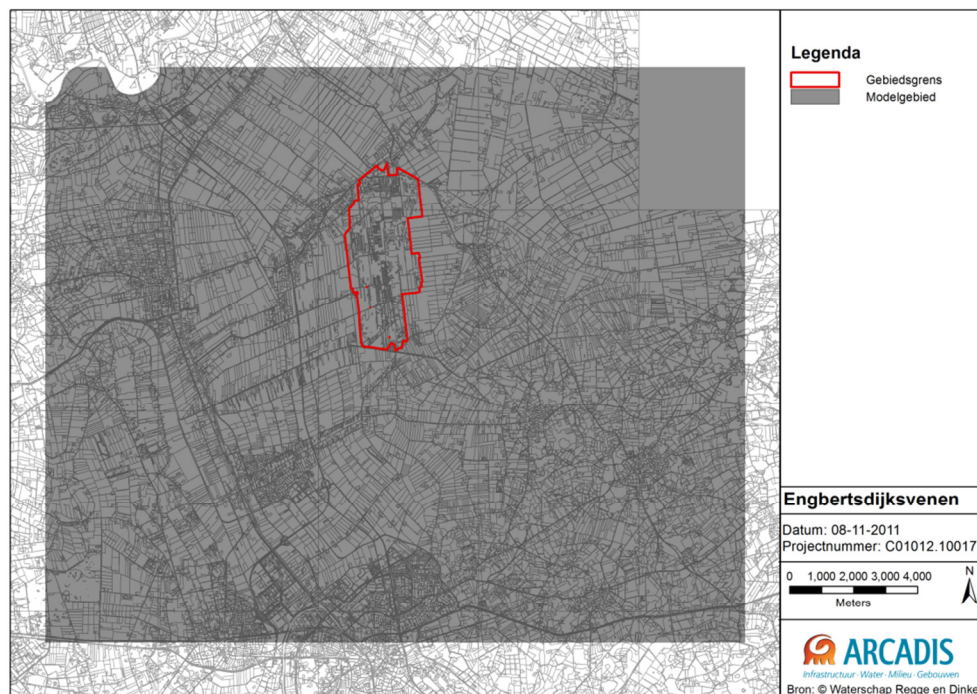 Legenda
Gebiedsgrens
Modelgebied
Engbertsdijksvenen
Datum: 08-11-2011
Projectnummer: C01012.10017
0 1,000 2,000 3,000 4,000
Meters
N
ARCADIS
Infrastructuur · Water · Milieu · Gebouwen
Bron: © Waterschap Regge en Dinke